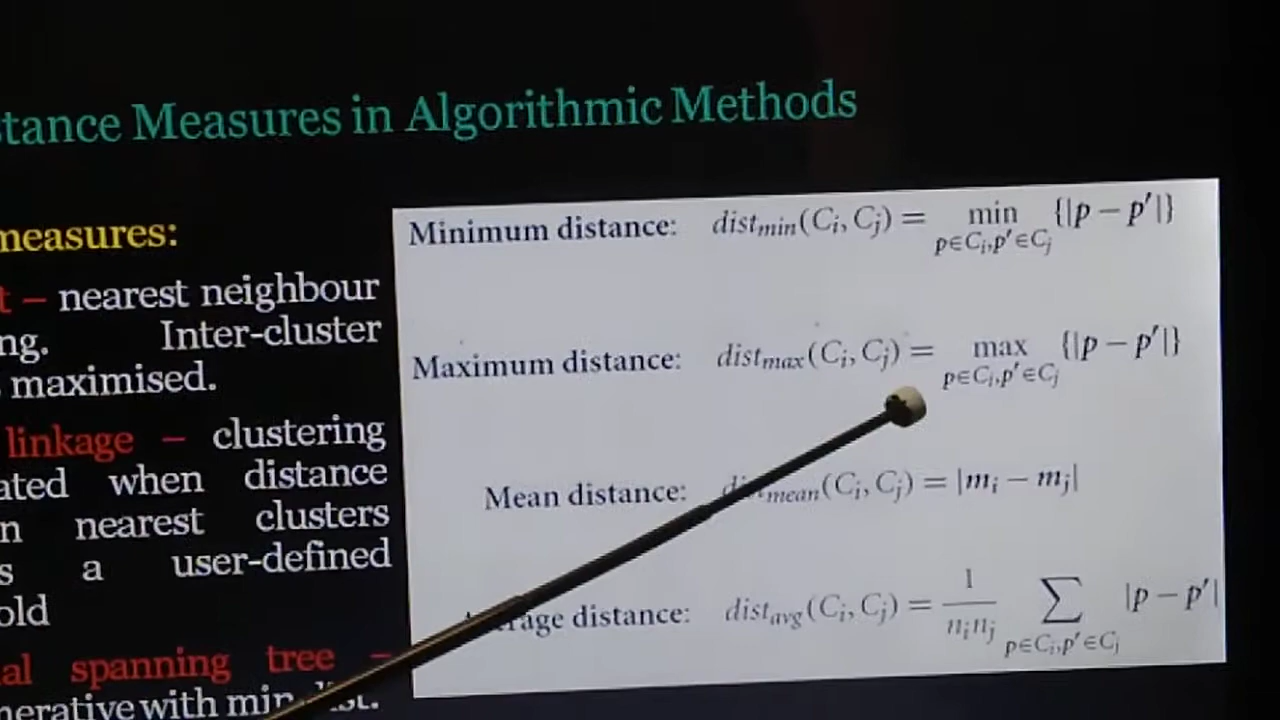 tance Measures in Algorithmic Methods
measures:
t – nearest neighbour
ng. Inter-cluster
maximised.
linkage – clustering
ated when distance
n nearest clusters
s a user-defined
old
al spanning tree –
nerative with min
Minimum distance: dist_min(C_i, C_j) = min_{p∈C_i, p′∈C_j} {|p − p′|}
Maximum distance: dist_max(C_i, C_j) = max_{p∈C_i, p′∈C_j} {|p − p′|}
Mean distance: dist_mean(C_i, C_j) = |m_i − m_j|
rage distance: dist_avg(C_i, C_j) = 1/(n_i n_j) ∑_{p∈C_i, p′∈C_j} |p − p′|